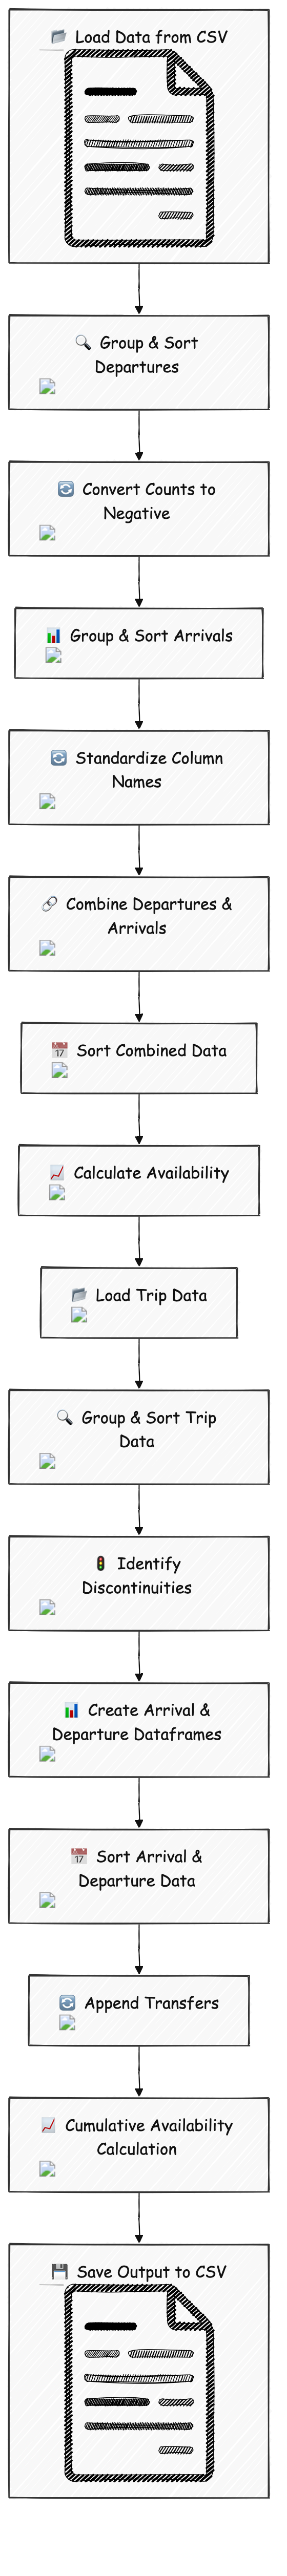 📂 Load Data from CSV
🔍 Group & Sort
Departures
🔄 Convert Counts to
Negative
📊 Group & Sort Arrivals
🔄 Standardize Column
Names
🔗 Combine Departures &
Arrivals
📅 Sort Combined Data
📈 Calculate Availability
📂 Load Trip Data
🔍 Group & Sort Trip
Data
🚦 Identify
Discontinuities
📊 Create Arrival &
Departure Dataframes
📅 Sort Arrival &
Departure Data
🔄 Append Transfers
📈 Cumulative Availability
Calculation
💾 Save Output to CSV